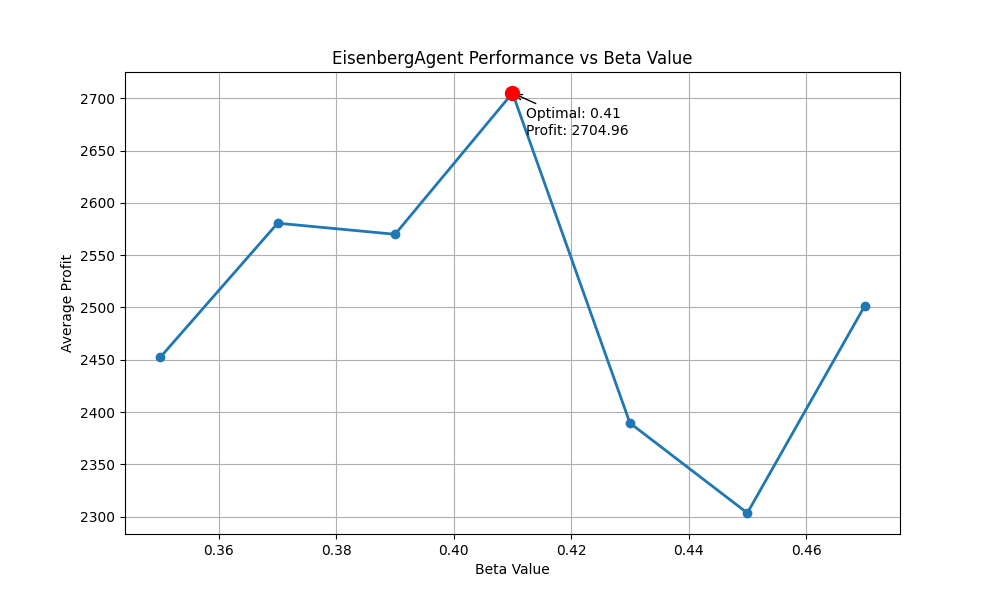 EisenbergAgent Performance vs Beta Value
2700
2650
2600
2550
2500
2450
2400
2350
2300
Average Profit
Optimal: 0.41
Profit: 2704.96
0.36 0.38 0.40 0.42 0.44 0.46
Beta Value